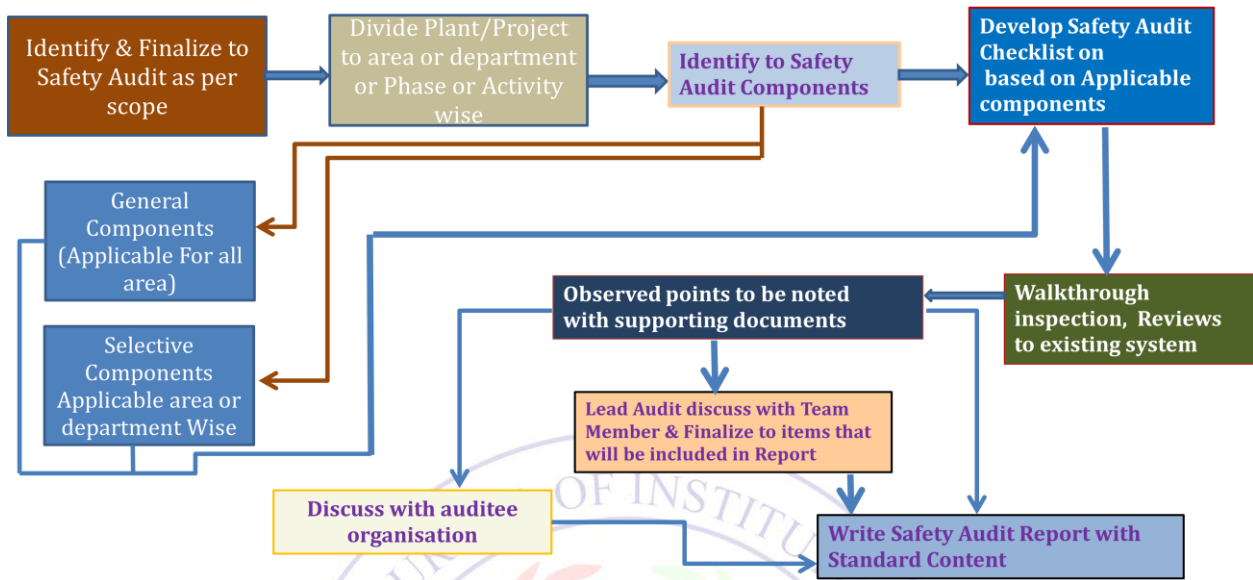 Identify & Finalize to
Safety Audit as per
scope
Divide Plant/Project
to area or department
or Phase or Activity
wise
Identify to Safety
Audit Components
Develop Safety Audit
Checklist on
based on Applicable
components
General
Components
(Applicable For all
area)
Selective
Components
Applicable area or
department Wise
Observed points to be noted
with supporting documents
Walkthrough
inspection, Reviews
to existing system
Lead Audit discuss with Team
Member & Finalize to items that
will be included in Report
Discuss with auditee
organisation
Write Safety Audit Report with
Standard Content
OF INSTITU